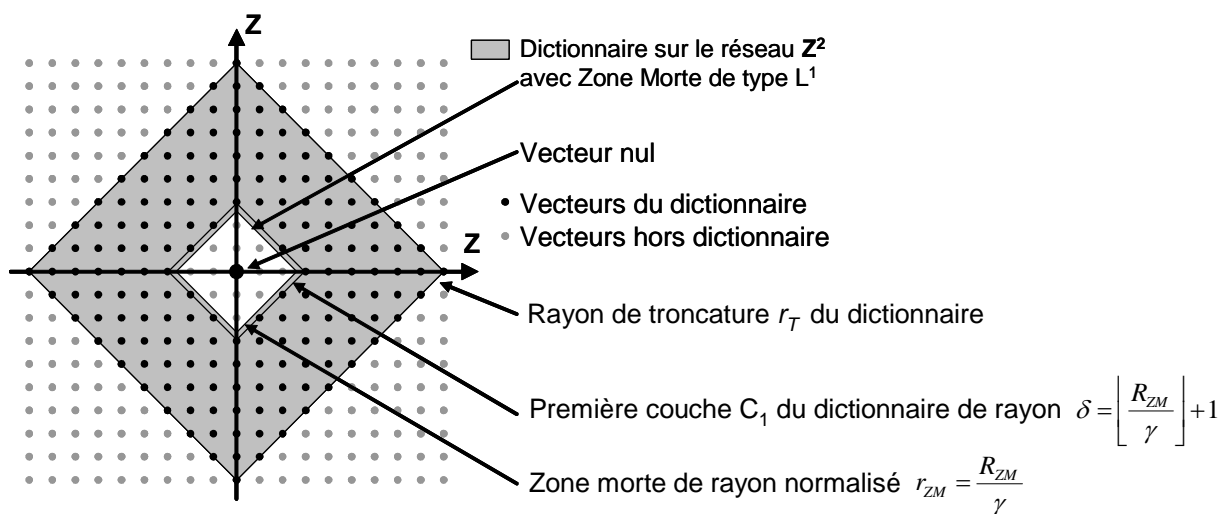 Z
Dictionnaire sur le réseau Z²
avec Zone Morte de type L¹
Vecteur nul
Vecteurs du dictionnaire
Z
Vecteurs hors dictionnaire
Rayon de troncature r_T du dictionnaire
Première couche C₁ du dictionnaire de rayon δ = ⌊R_ZM / γ⌋ + 1
Zone morte de rayon normalisé r_ZM = R_ZM / γ